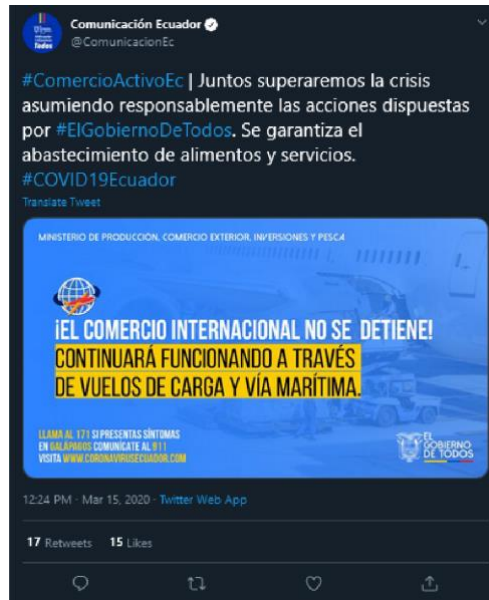 Comunicación Ecuador
@ComunicacionEc
#ComercioActivoEc | Juntos superaremos la crisis
asumiendo responsablemente las acciones dispuestas
por #ElGobiernoDeTodos. Se garantiza el
abastecimiento de alimentos y servicios.
#COVID19Ecuador
Translate Tweet
MINISTERIO DE PRODUCCIÓN, COMERCIO EXTERIOR, INVERSIONES Y PESCA
¡EL COMERCIO INTERNACIONAL NO SE DETIENE!
CONTINUARÁ FUNCIONANDO A TRAVÉS
DE VUELOS DE CARGA Y VÍA MARÍTIMA.
LLAMA AL 171 SI PRESENTAS SÍNTOMAS
EN GALÁPAGOS COMUNÍCATE AL 911
VISITA WWW.CORONAVIRUSECUADOR.COM
EL
GOBIERNO
DE TODOS
12:24 PM · Mar 15, 2020 · Twitter Web App
17 Retweets 15 Likes